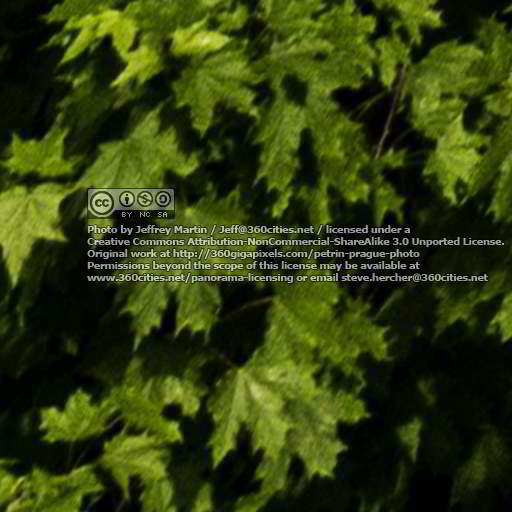 cc
BY NC SA
Photo by Jeffrey Martin / Jeff@360cities.net / licensed under a
Creative Commons Attribution-NonCommercial-ShareAlike 3.0 Unported License.
Original work at http://360gigapixels.com/petrin-prague-photo
Permissions beyond the scope of this license may be available at
www.360cities.net/panorama-licensing or email steve.hercher@360cities.net